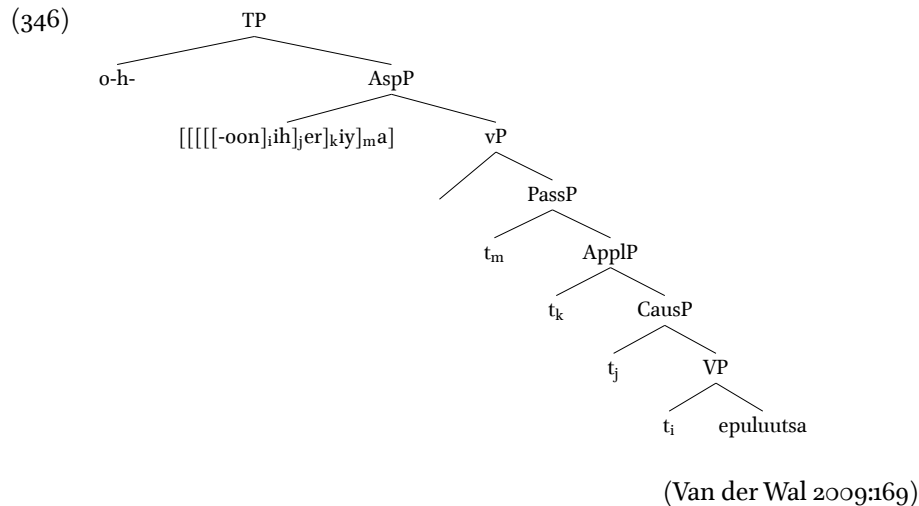 (346)
TP
o-h-
AspP
[[[[[-oon]ᵢih]ⱼer]ₖiy]ₘa]
vP
PassP
tₘ
ApplP
tₖ
CausP
tⱼ
VP
tᵢ
epuluutsa
(Van der Wal 2009:169)